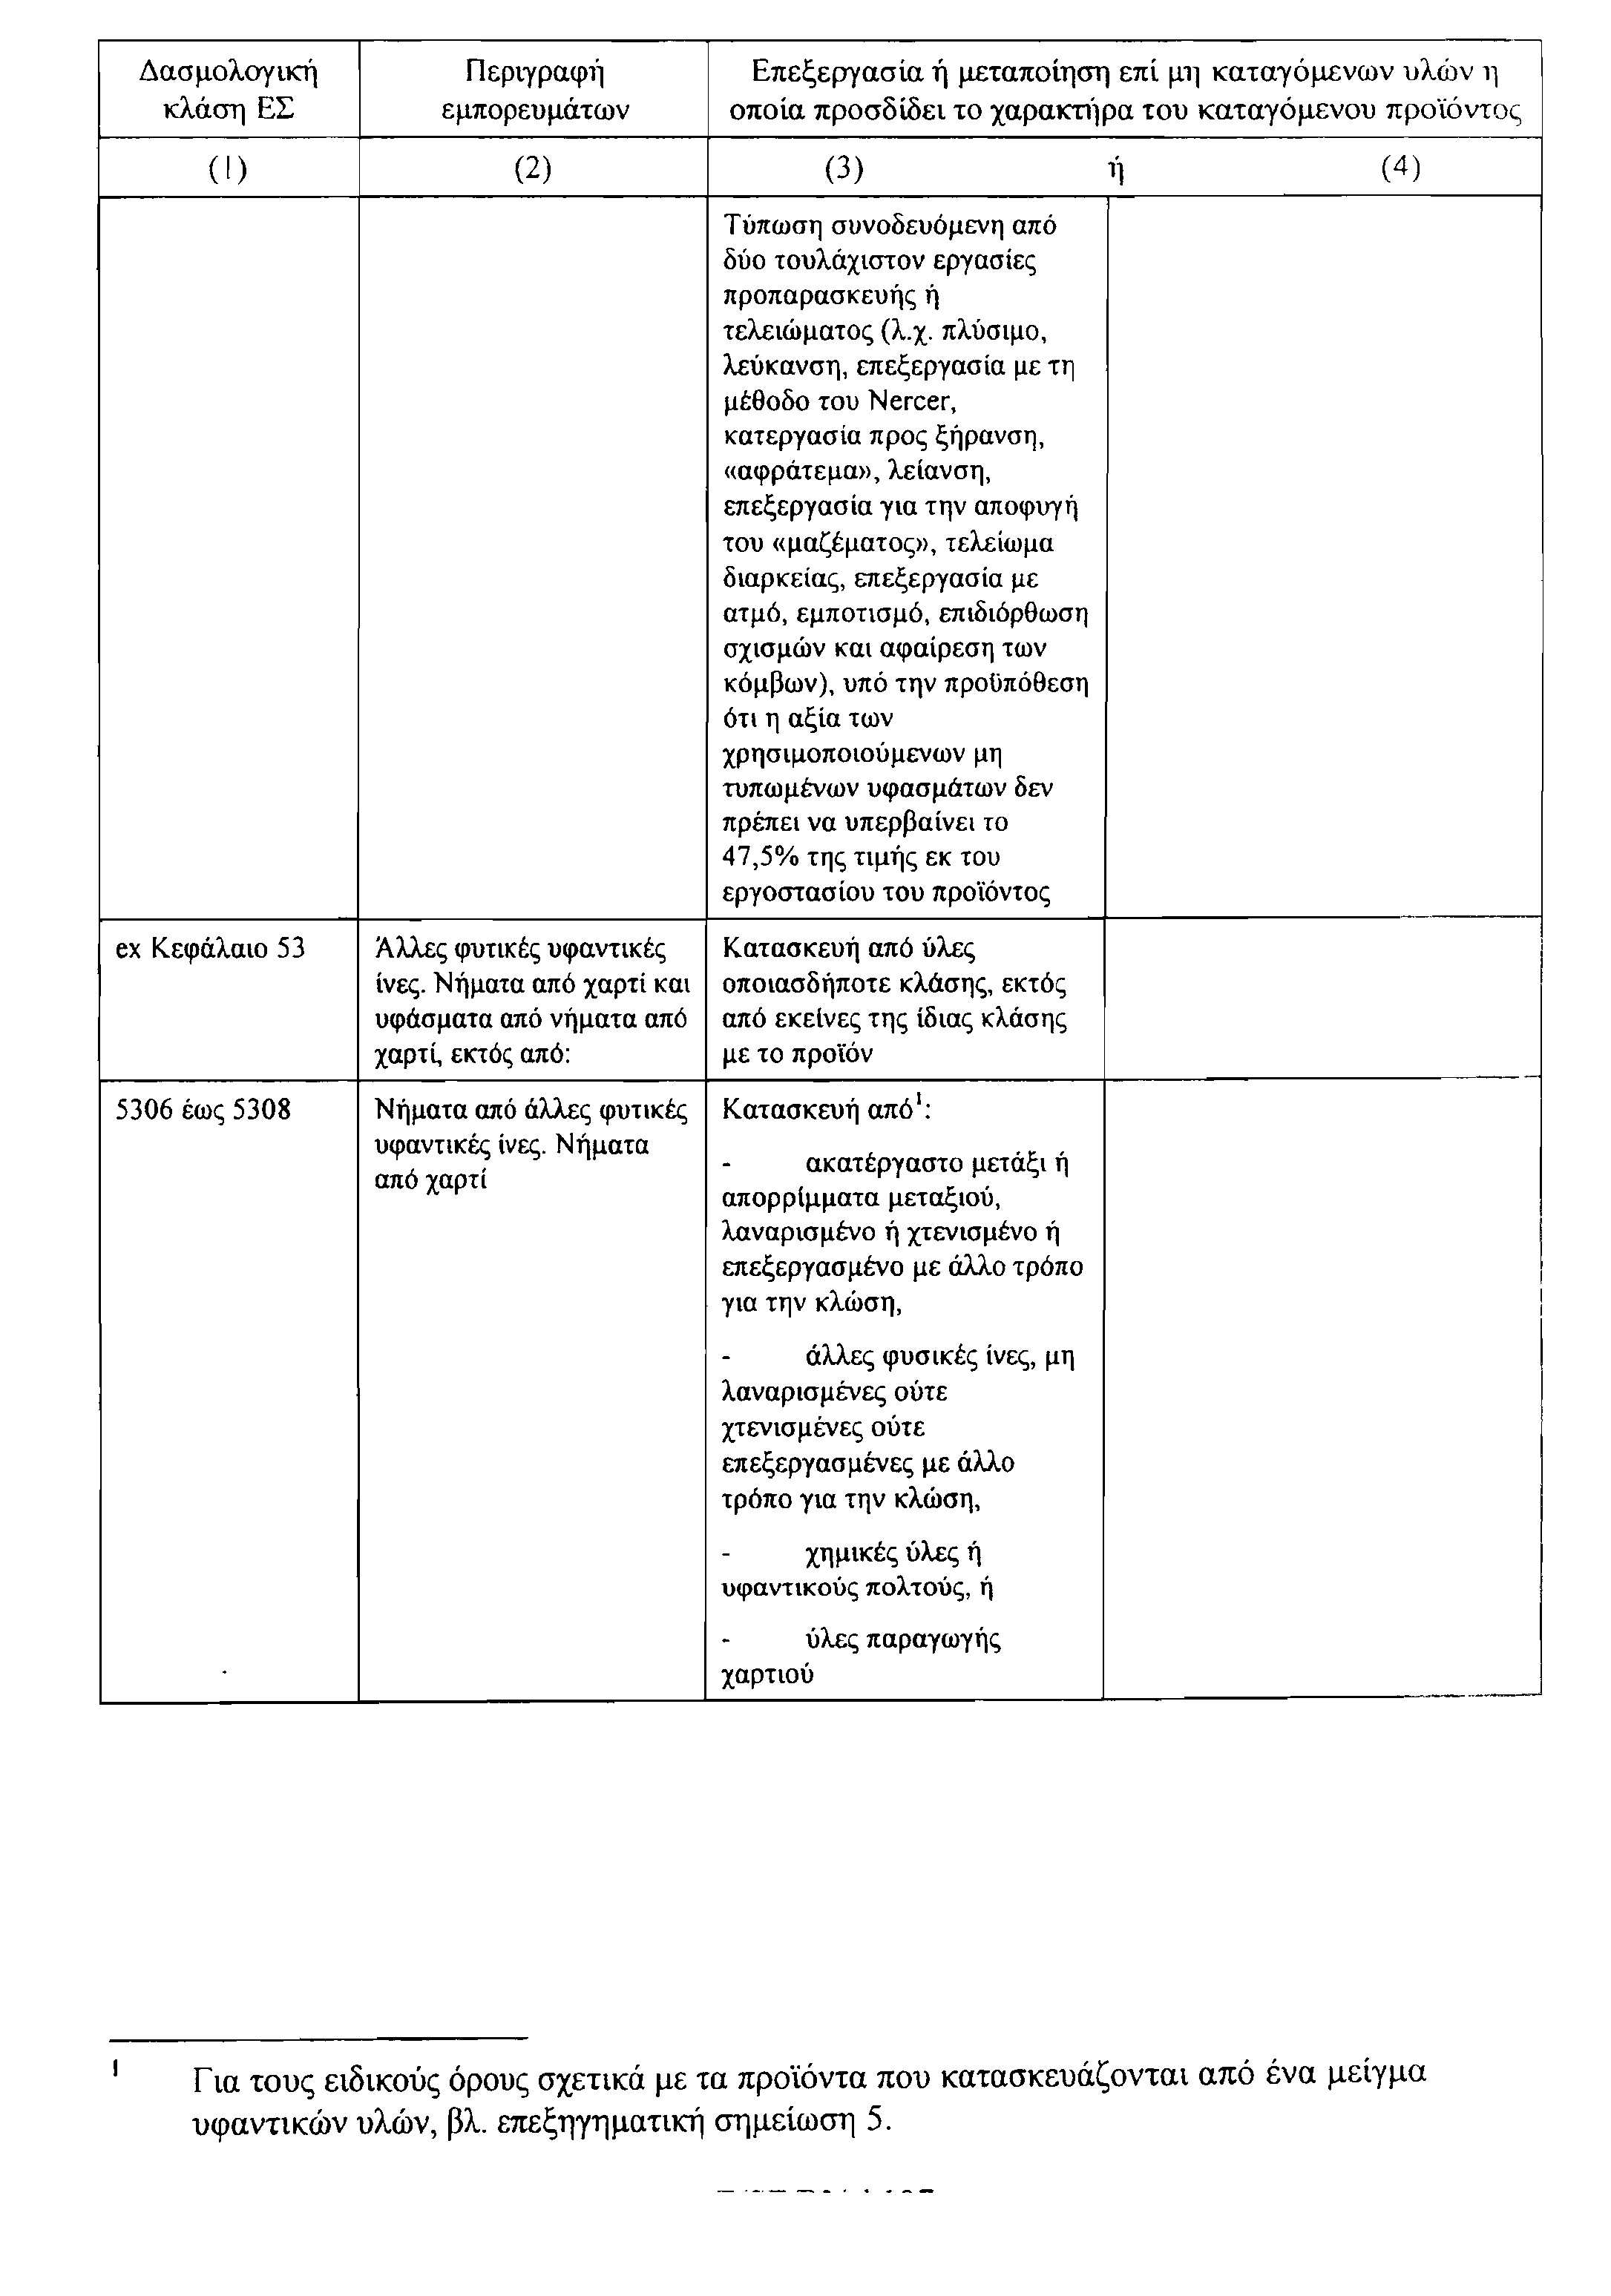 Δασμολογική
κλάση ΕΣ
Περιγραφή
εμπορευμάτων
Επεξεργασία ή μεταποίηση επί μη καταγόμενων υλών η
οποία προσδίδει το χαρακτήρα του καταγόμενου προϊόντος
(1)
(2)
(3) ή (4)
Τύπωση συνοδευόμενη από
δύο τουλάχιστον εργασίες
προπαρασκευής ή
τελειώματος (λ.χ. πλύσιμο,
λεύκανση, επεξεργασία με τη
μέθοδο του Nercer,
κατεργασία προς ξήρανση,
«αφράτεμα», λείανση,
επεξεργασία για την αποφυγή
του «μαζέματος», τελείωμα
διαρκείας, επεξεργασία με
ατμό, εμποτισμό, επιδιόρθωση
σχισμών και αφαίρεση των
κόμβων), υπό την προϋπόθεση
ότι η αξία των
χρησιμοποιούμενων μη
τυπωμένων υφασμάτων δεν
πρέπει να υπερβαίνει το
47,5% της τιμής εκ του
εργοστασίου του προϊόντος
ex Κεφάλαιο 53
Άλλες φυτικές υφαντικές
ίνες. Νήματα από χαρτί και
υφάσματα από νήματα από
χαρτί, εκτός από:
Κατασκευή από ύλες
οποιασδήποτε κλάσης, εκτός
από εκείνες της ίδιας κλάσης
με το προϊόν
5306 έως 5308
Νήματα από άλλες φυτικές
υφαντικές ίνες. Νήματα
από χαρτί
Κατασκευή από¹:
- ακατέργαστο μετάξι ή
απορρίμματα μεταξιού,
λαναρισμένο ή χτενισμένο ή
επεξεργασμένο με άλλο τρόπο
για την κλώση,
- άλλες φυσικές ίνες, μη
λαναρισμένες ούτε
χτενισμένες ούτε
επεξεργασμένες με άλλο
τρόπο για την κλώση,
- χημικές ύλες ή
υφαντικούς πολτούς, ή
- ύλες παραγωγής
χαρτιού
¹ Για τους ειδικούς όρους σχετικά με τα προϊόντα που κατασκευάζονται από ένα μείγμα
υφαντικών υλών, βλ. επεξηγηματική σημείωση 5.